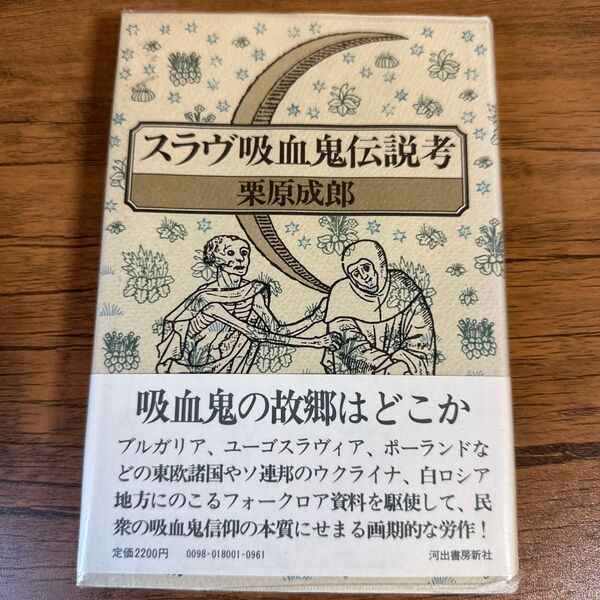 スラヴ吸血鬼伝説考
栗原成郎
吸血鬼の故郷はどこか
ブルガリア、ユーゴスラヴィア、ポーランドな
どの東欧諸国やソ連邦のウクライナ、白ロシア
地方にのこるフォークロア資料を駆使して、民
衆の吸血鬼信仰の本質にせまる画期的な労作!
定価2200円 0098-018001-0961 河出書房新社